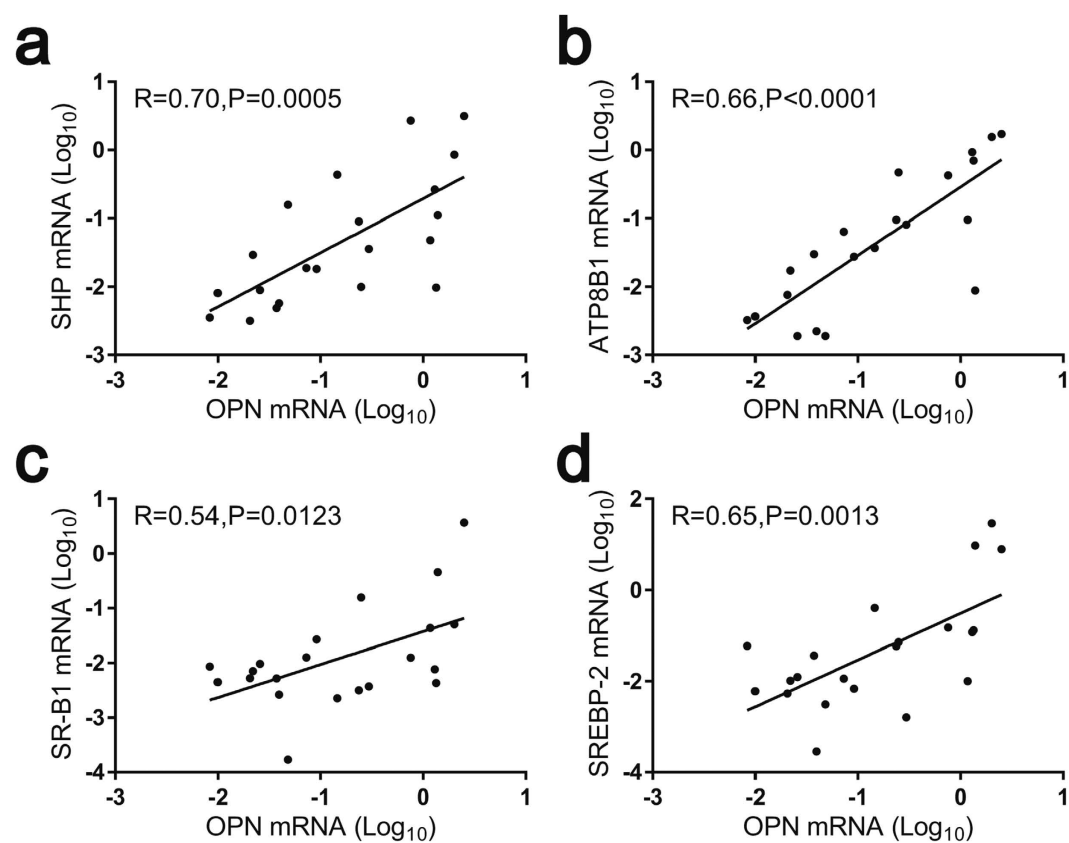 a
R=0.70,P=0.0005
SHP mRNA (Log10)
1
0
-1
-2
-3
-3 -2 -1 0 1
OPN mRNA (Log10)
b
R=0.66,P<0.0001
ATP8B1 mRNA (Log10)
1
0
-1
-2
-3
-3 -2 -1 0 1
OPN mRNA (Log10)
c
R=0.54,P=0.0123
SR-B1 mRNA (Log10)
1
0
-1
-2
-3
-4
-3 -2 -1 0 1
OPN mRNA (Log10)
d
R=0.65,P=0.0013
SREBP-2 mRNA (Log10)
2
0
-2
-4
-3 -2 -1 0 1
OPN mRNA (Log10)